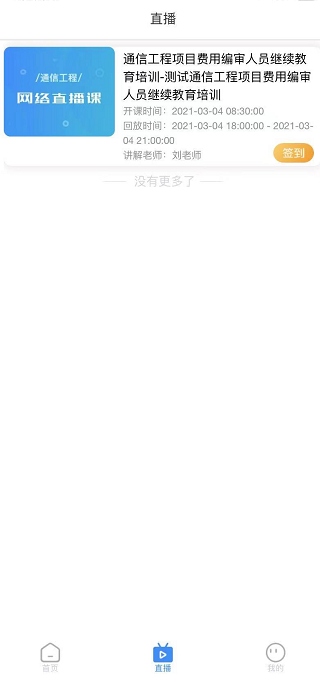 直播
/通信工程/
网络直播课
通信工程项目费用编审人员继续教
育培训-测试通信工程项目费用编审
人员继续教育培训
开课时间：2021-03-04 08:30:00
回放时间：2021-03-04 18:00:00 - 2021-03-
04 21:00:00
讲解老师：刘老师
签到
没有更多了
首页
直播
我的